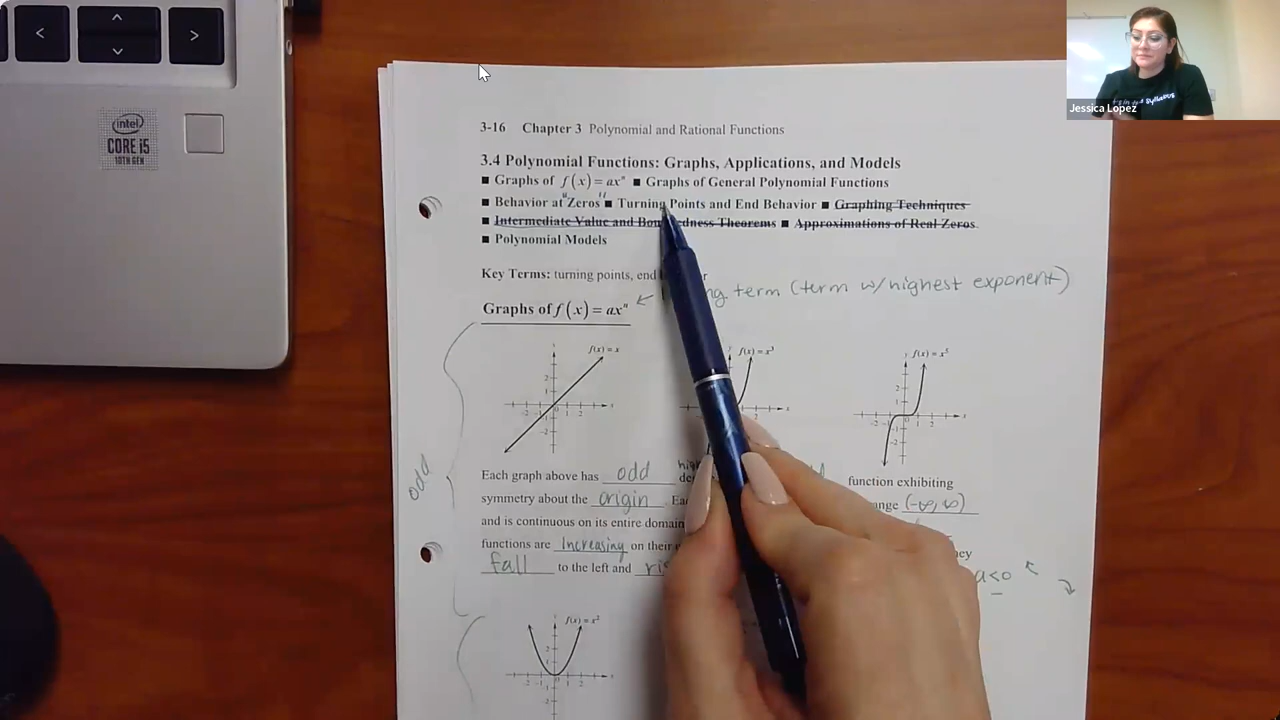 intel
CORE i5
10TH GEN
Jessica Lopez
3-16 Chapter 3 Polynomial and Rational Functions
3.4 Polynomial Functions: Graphs, Applications, and Models
■ Graphs of f(x) = axⁿ ■ Graphs of General Polynomial Functions
■ Behavior at "Zeros" ■ Turning Points and End Behavior ■ Graphing Techniques
■ Intermediate Value and Boundedness Theorems ■ Approximations of Real Zeros
■ Polynomial Models
Key Terms: turning points, end
term (term w/highest exponent)
Graphs of f(x) = axⁿ
f(x) = x
f(x) = x³
f(x) = x⁵
odd
Each graph above has odd
function exhibiting
symmetry about the origin.
(-∞, ∞)
and is continuous on its entire domain
functions are Increasing on their
fall to the left and
a<0
f(x) = x²